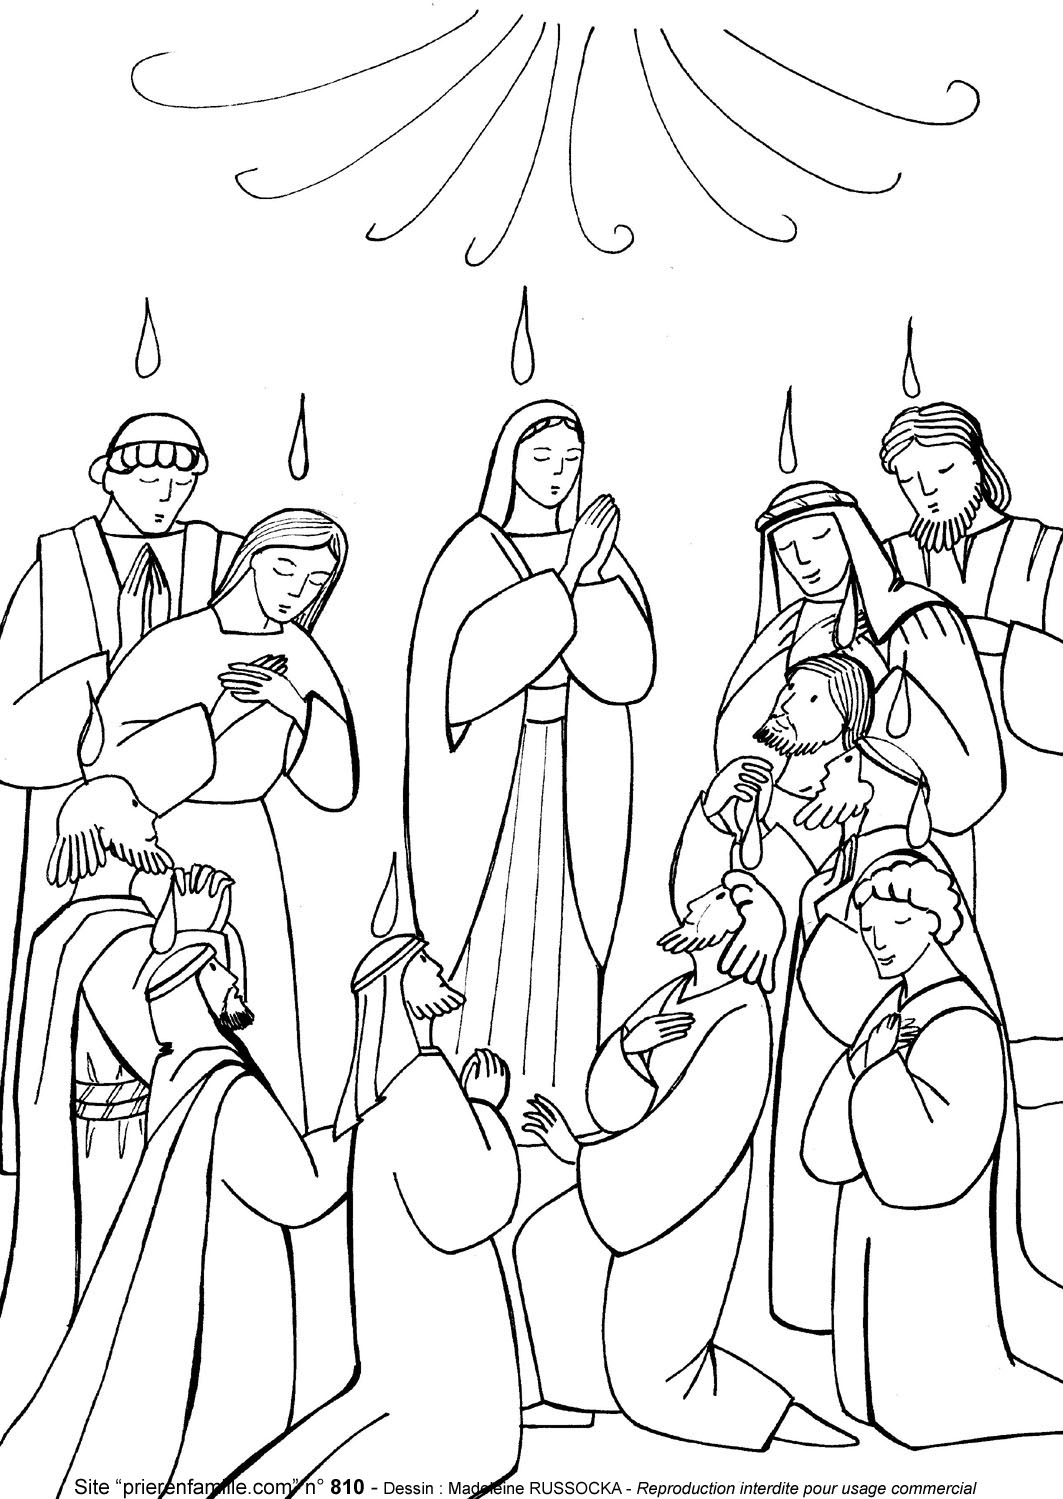 Site “prierenfamille.com” n° 810 - Dessin : Madeleine RUSSOCKA - Reproduction interdite pour usage commercial